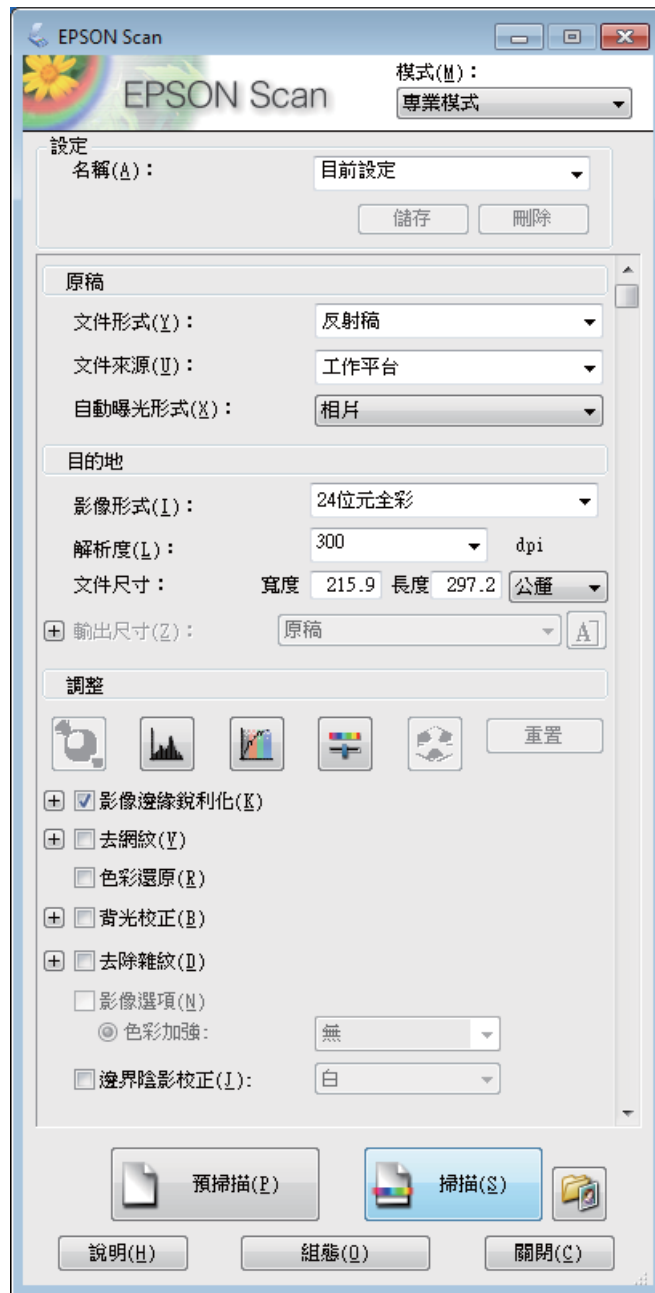 EPSON Scan
EPSON Scan
模式(M)：
專業模式
設定
名稱(A)： 目前設定
儲存 刪除
原稿
文件形式(Y)： 反射稿
文件來源(U)： 工作平台
自動曝光形式(X)： 相片
目的地
影像形式(I)： 24位元全彩
解析度(L)： 300 dpi
文件尺寸： 寬度 215.9 長度 297.2 公釐
輸出尺寸(Z)： 原稿 A
調整
重置
影像邊緣銳利化(K)
去網紋(V)
色彩還原(R)
背光校正(B)
去除雜紋(D)
影像選項(N)
色彩加強: 無
邊界陰影校正(J): 白
預掃描(P) 掃描(S)
說明(H) 組態(O) 關閉(C)